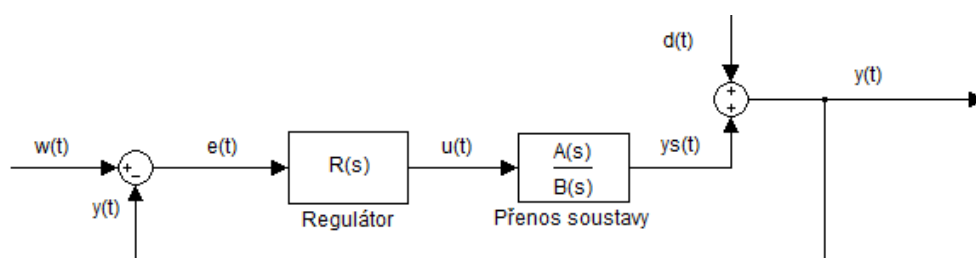 d(t)
y(t)
+
+
w(t)
+
−
e(t)
R(s)
u(t)
A(s)
B(s)
ys(t)
y(t)
Regulátor
Přenos soustavy